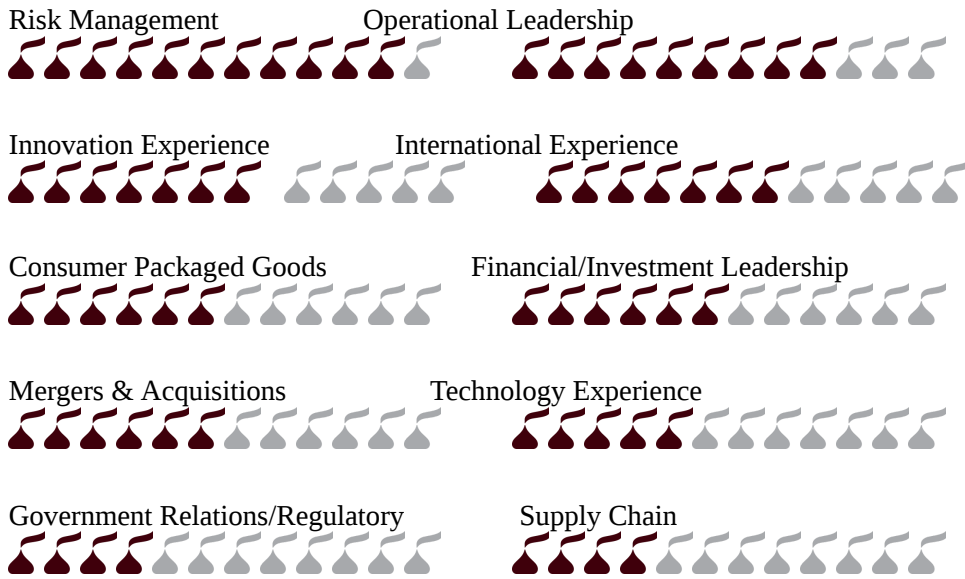 Risk Management Operational Leadership
Innovation Experience International Experience
Consumer Packaged Goods Financial/Investment Leadership
Mergers & Acquisitions Technology Experience
Government Relations/Regulatory Supply Chain